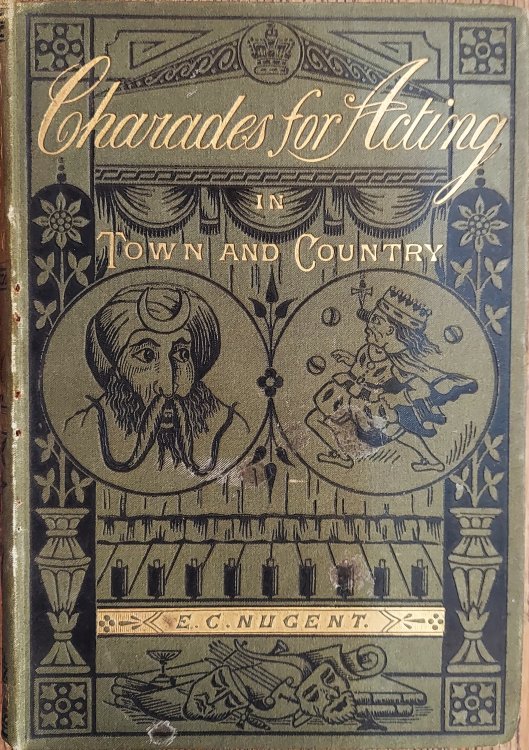 Charades for Acting
IN
TOWN AND COUNTRY
E. C. NUGENT.